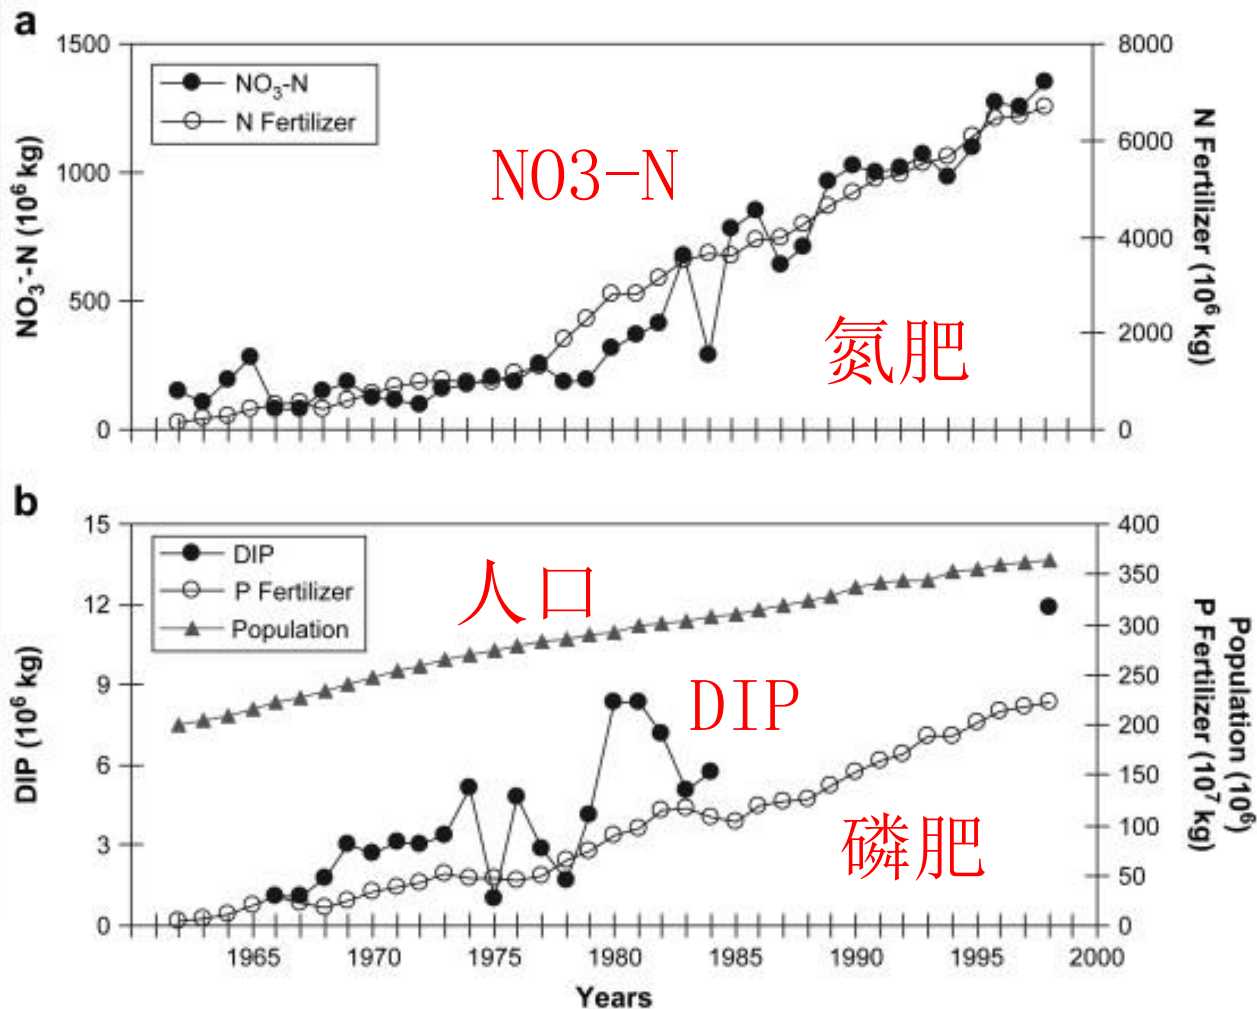 a
1500
1000
500
0
NO₃⁻-N (10⁶ kg)
NO₃-N
N Fertilizer
NO3-N
氮肥
8000
6000
4000
2000
0
N Fertilizer (10⁶ kg)
b
15
12
9
6
3
0
DIP (10⁶ kg)
DIP
P Fertilizer
Population
人口
DIP
磷肥
400
350
300
250
200
150
100
50
0
Population (10⁶)
P Fertilizer (10⁷ kg)
1965 1970 1975 1980 1985 1990 1995 2000
Years